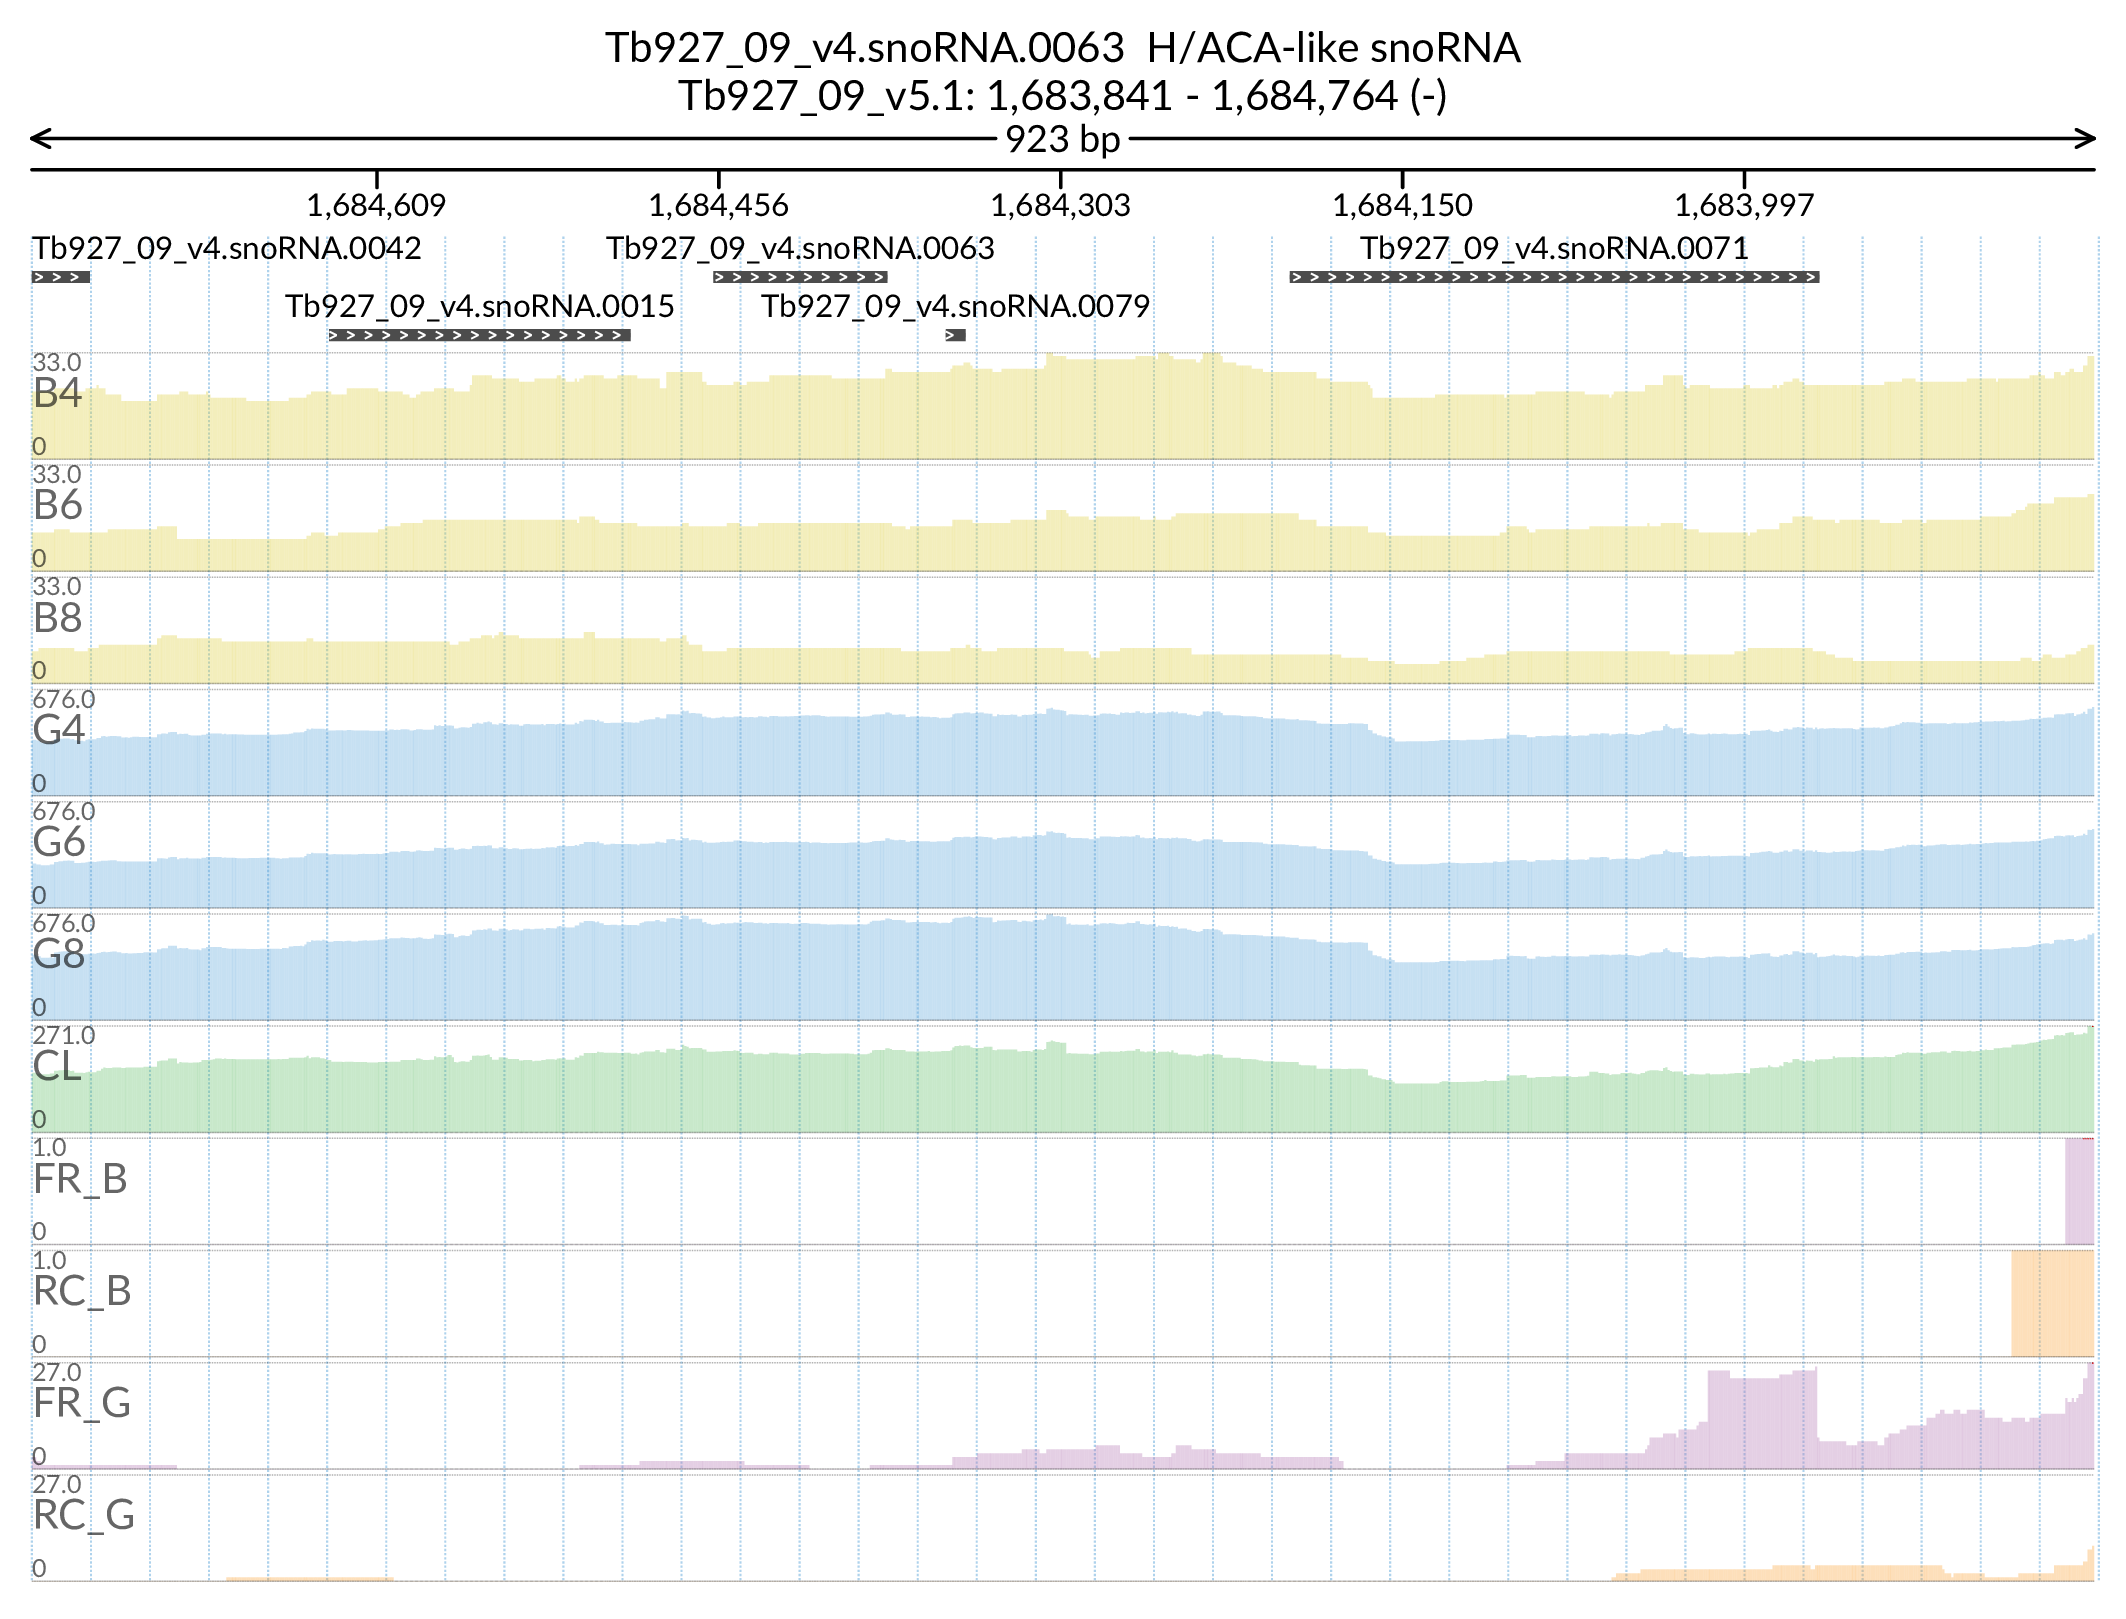 Tb927_09_v4.snoRNA.0063 H/ACA-like snoRNA
Tb927_09_v5.1: 1,683,841 - 1,684,764 (-)
923 bp
1,684,609 1,684,456 1,684,303 1,684,150 1,683,997
Tb927_09_v4.snoRNA.0042 Tb927_09_v4.snoRNA.0063 Tb927_09_v4.snoRNA.0071
Tb927_09_v4.snoRNA.0015 Tb927_09_v4.snoRNA.0079
33.0
B4
0
33.0
B6
0
33.0
B8
0
676.0
G4
0
676.0
G6
0
676.0
G8
0
271.0
CL
0
1.0
FR_B
0
1.0
RC_B
0
27.0
FR_G
0
27.0
RC_G
0